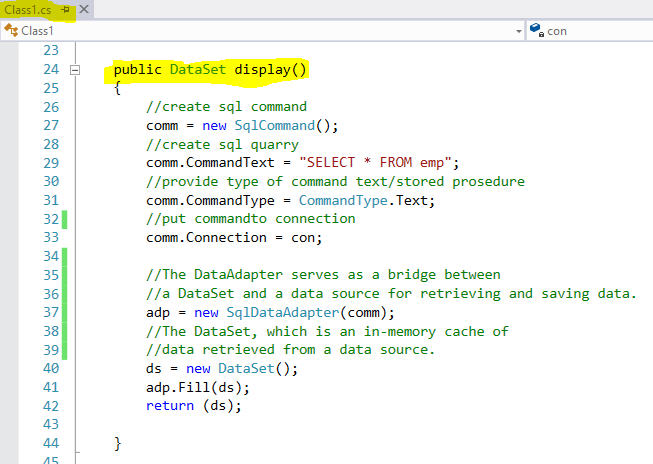 Class1.cs
Class1 con
23
24 public DataSet display()
25 {
26 //create sql command
27 comm = new SqlCommand();
28 //create sql quarry
29 comm.CommandText = "SELECT * FROM emp";
30 //provide type of command text/stored prosedure
31 comm.CommandType = CommandType.Text;
32 //put commandto connection
33 comm.Connection = con;
34
35 //The DataAdapter serves as a bridge between
36 //a DataSet and a data source for retrieving and saving data.
37 adp = new SqlDataAdapter(comm);
38 //The DataSet, which is an in-memory cache of
39 //data retrieved from a data source.
40 ds = new DataSet();
41 adp.Fill(ds);
42 return (ds);
43
44 }
45